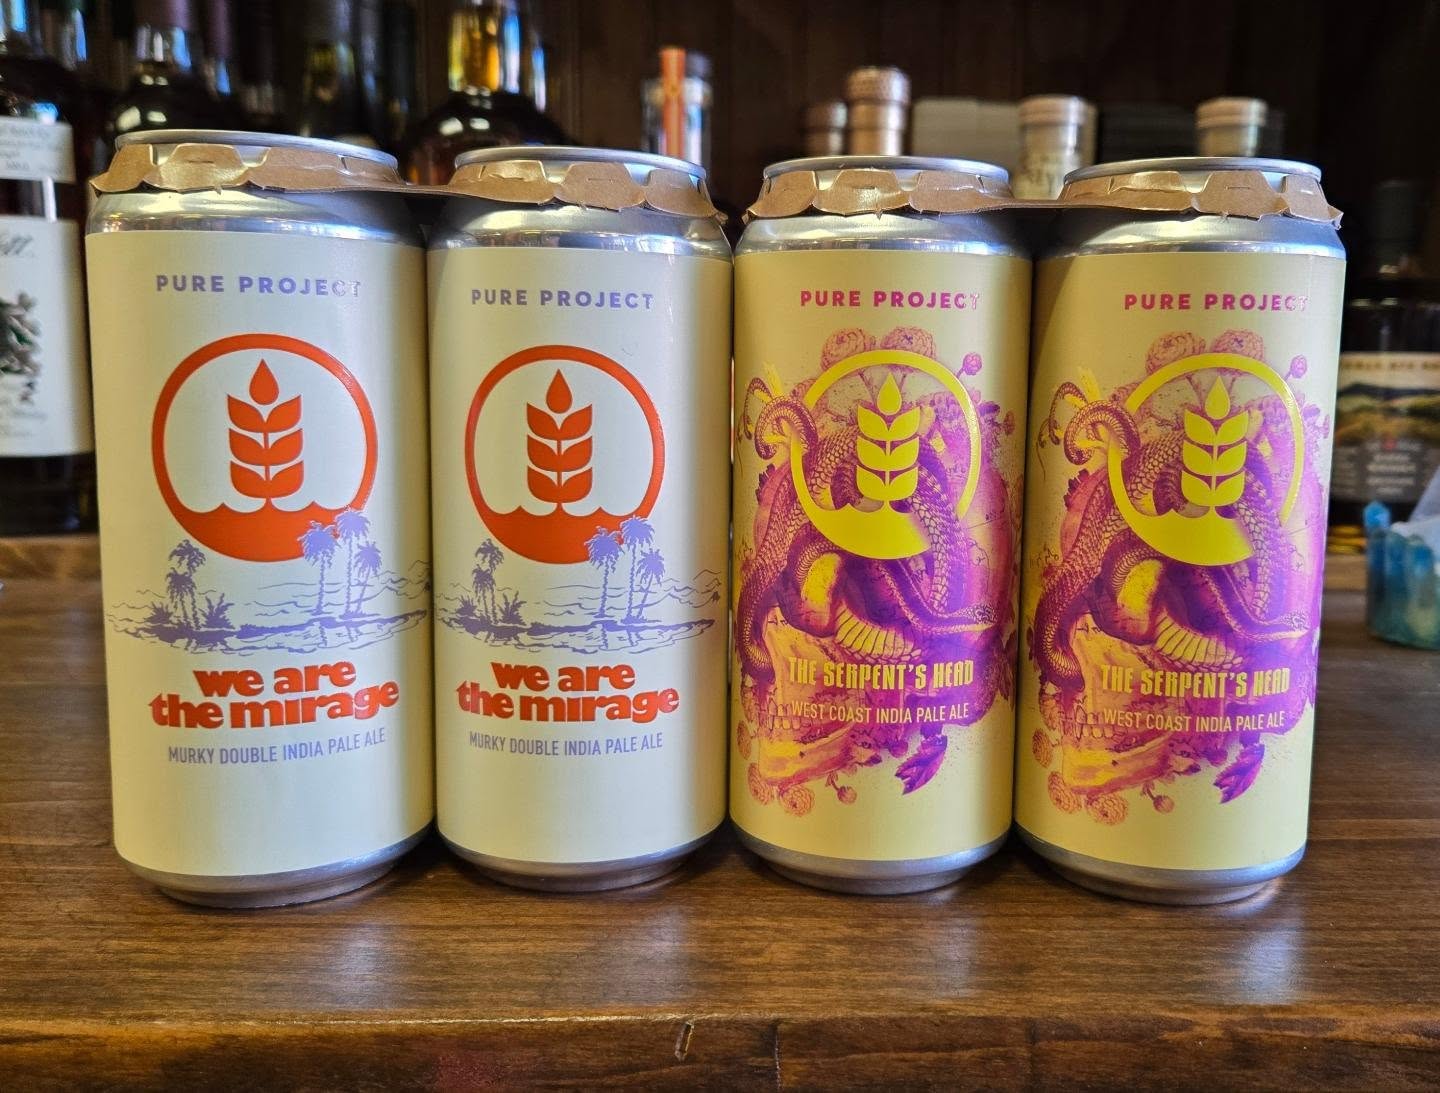 PURE PROJECT
we are
the mirage
MURKY DOUBLE INDIA PALE ALE
PURE PROJECT
we are
the mirage
MURKY DOUBLE INDIA PALE ALE
PURE PROJECT
THE SERPENT'S HEAD
WEST COAST INDIA PALE ALE
PURE PROJECT
THE SERPENT'S HEAD
WEST COAST INDIA PALE ALE